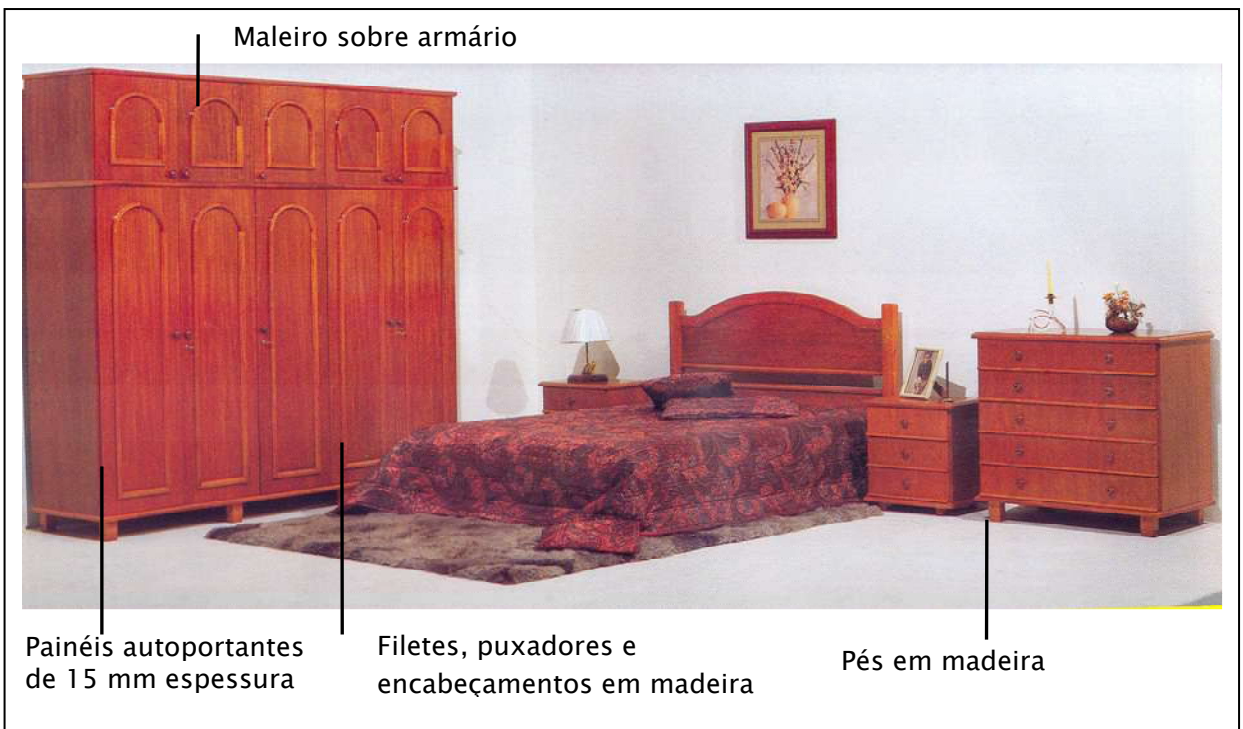 Maleiro sobre armário
Painéis autoportantes
de 15 mm espessura
Filetes, puxadores e
encabeçamentos em madeira
Pés em madeira